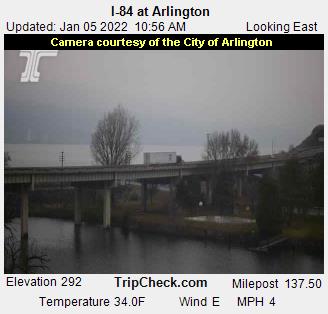 I-84 at Arlington
Updated: Jan 05 2022 10:56 AM Looking East
Camera courtesy of the City of Arlington
Elevation 292 TripCheck.com Milepost 137.50
Temperature 34.0F Wind E MPH 4